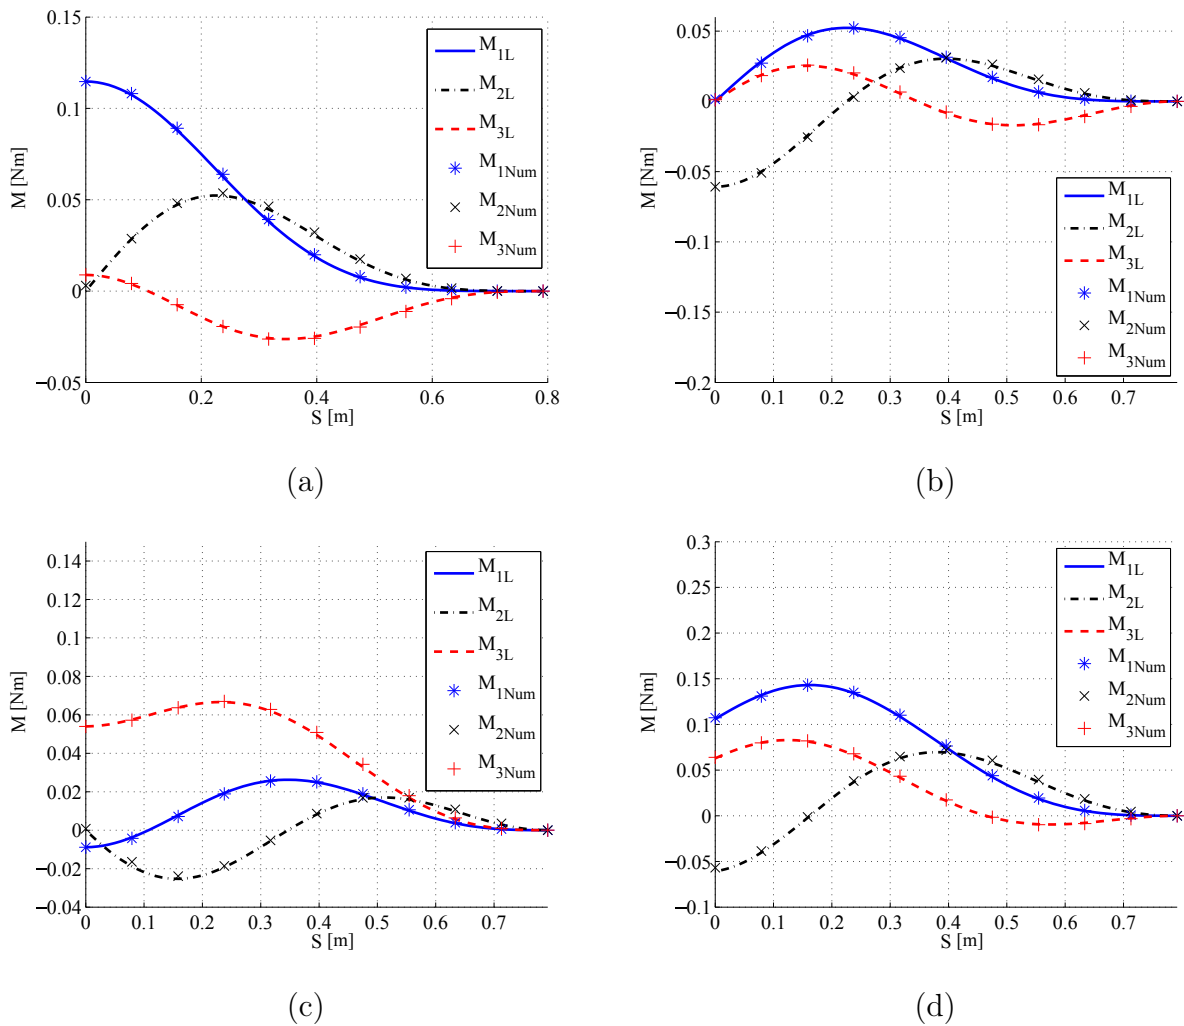 0.15
0.1
0.05
0
−0.05
M [Nm]
0
0.2
0.4
0.6
0.8
S [m]
M1L
M2L
M3L
M1Num
M2Num
M3Num
(a)
0.05
0
−0.05
−0.1
−0.15
−0.2
M [Nm]
0
0.1
0.2
0.3
0.4
0.5
0.6
0.7
S [m]
M1L
M2L
M3L
M1Num
M2Num
M3Num
(b)
0.14
0.12
0.1
0.08
0.06
0.04
0.02
0
−0.02
−0.04
M [Nm]
0
0.1
0.2
0.3
0.4
0.5
0.6
0.7
S [m]
M1L
M2L
M3L
M1Num
M2Num
M3Num
(c)
0.3
0.25
0.2
0.15
0.1
0.05
0
−0.05
−0.1
M [Nm]
0
0.1
0.2
0.3
0.4
0.5
0.6
0.7
S [m]
M1L
M2L
M3L
M1Num
M2Num
M3Num
(d)